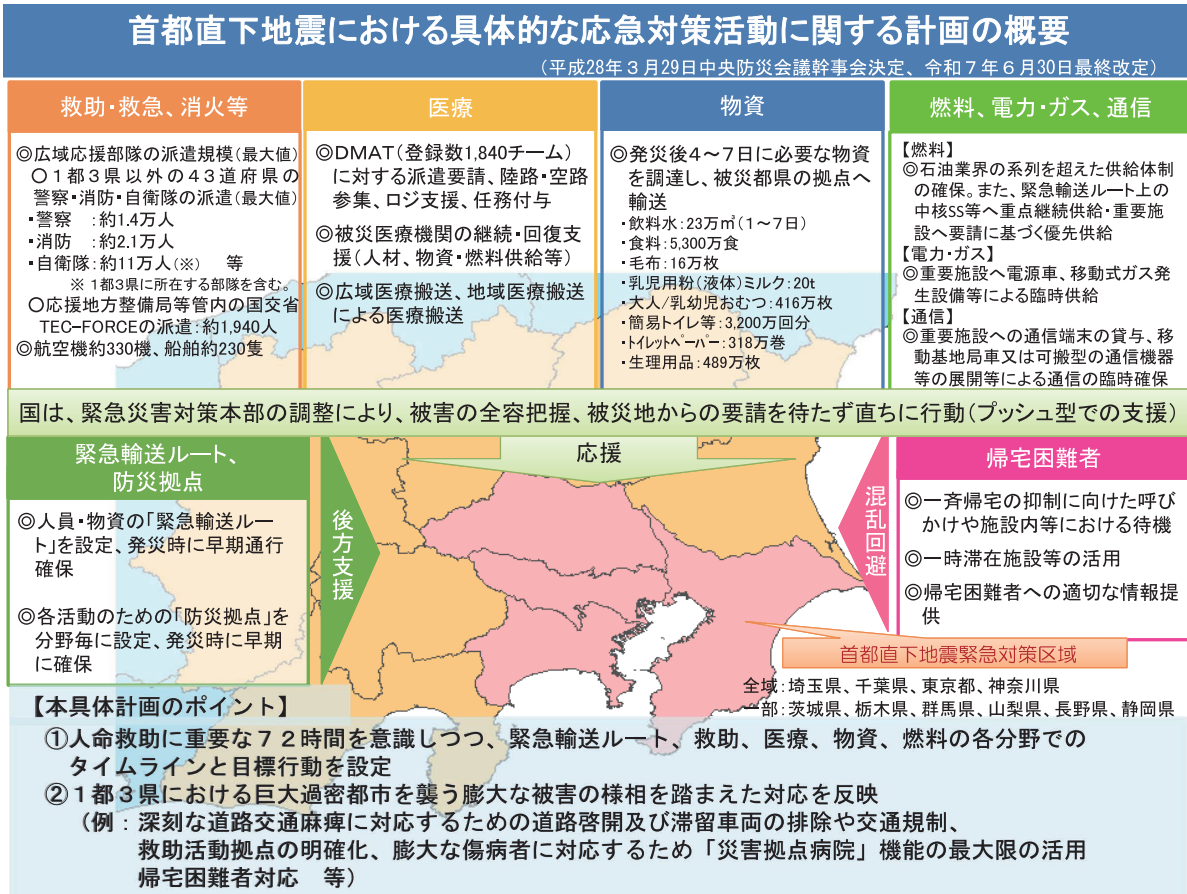 首都直下地震における具体的な応急対策活動に関する計画の概要
（平成28年３月29日中央防災会議幹事会決定、令和７年６月30日最終改定）
救助・救急、消火等
◎広域応援部隊の派遣規模（最大値）
〇１都３県以外の４３道府県の
警察・消防・自衛隊の派遣（最大値）
・警察　：約1.4万人
・消防　：約2.1万人
・自衛隊：約11万人（※）　等
※ 1都3県に所在する部隊を含む。
〇応援地方整備局等管内の国交省
TEC-FORCEの派遣：約1,940人
◎航空機約330機、船舶約230隻
医療
◎DMAT（登録数1,840チーム）
に対する派遣要請、陸路・空路
参集、ロジ支援、任務付与
◎被災医療機関の継続・回復支
援（人材、物資・燃料供給等）
◎広域医療搬送、地域医療搬送
による医療搬送
物資
◎発災後４～７日に必要な物資
を調達し、被災都県の拠点へ
輸送
・飲料水：23万㎥（1～7日）
・食料：5,300万食
・毛布：16万枚
・乳児用粉（液体）ミルク：20t
・大人/乳幼児おむつ：416万枚
・簡易トイレ等：3,200万回分
・トイレットペーパー：318万巻
・生理用品：489万枚
燃料、電力・ガス、通信
【燃料】
◎石油業界の系列を超えた供給体制
の確保。また、緊急輸送ルート上の
中核SS等へ重点継続供給・重要施
設へ要請に基づく優先供給
【電力・ガス】
◎重要施設へ電源車、移動式ガス発
生設備等による臨時供給
【通信】
◎重要施設への通信端末の貸与、移
動基地局車又は可搬型の通信機器
等の展開等による通信の臨時確保
国は、緊急災害対策本部の調整により、被害の全容把握、被災地からの要請を待たず直ちに行動（プッシュ型での支援）
緊急輸送ルート、
防災拠点
◎人員・物資の「緊急輸送ルー
ト」を設定、発災時に早期通行
確保
◎各活動のための「防災拠点」を
分野毎に設定、発災時に早期
に確保
後方支援
応援
混乱回避
帰宅困難者
◎一斉帰宅の抑制に向けた呼び
かけや施設内等における待機
◎一時滞在施設等の活用
◎帰宅困難者への適切な情報提
供
首都直下地震緊急対策区域
全域：埼玉県、千葉県、東京都、神奈川県
一部：茨城県、栃木県、群馬県、山梨県、長野県、静岡県
【本具体計画のポイント】
①人命救助に重要な７２時間を意識しつつ、緊急輸送ルート、救助、医療、物資、燃料の各分野での
タイムラインと目標行動を設定
②１都３県における巨大過密都市を襲う膨大な被害の様相を踏まえた対応を反映
（例：深刻な道路交通麻痺に対応するための道路啓開及び滞留車両の排除や交通規制、
救助活動拠点の明確化、膨大な傷病者に対応するため「災害拠点病院」機能の最大限の活用
帰宅困難者対応　等）